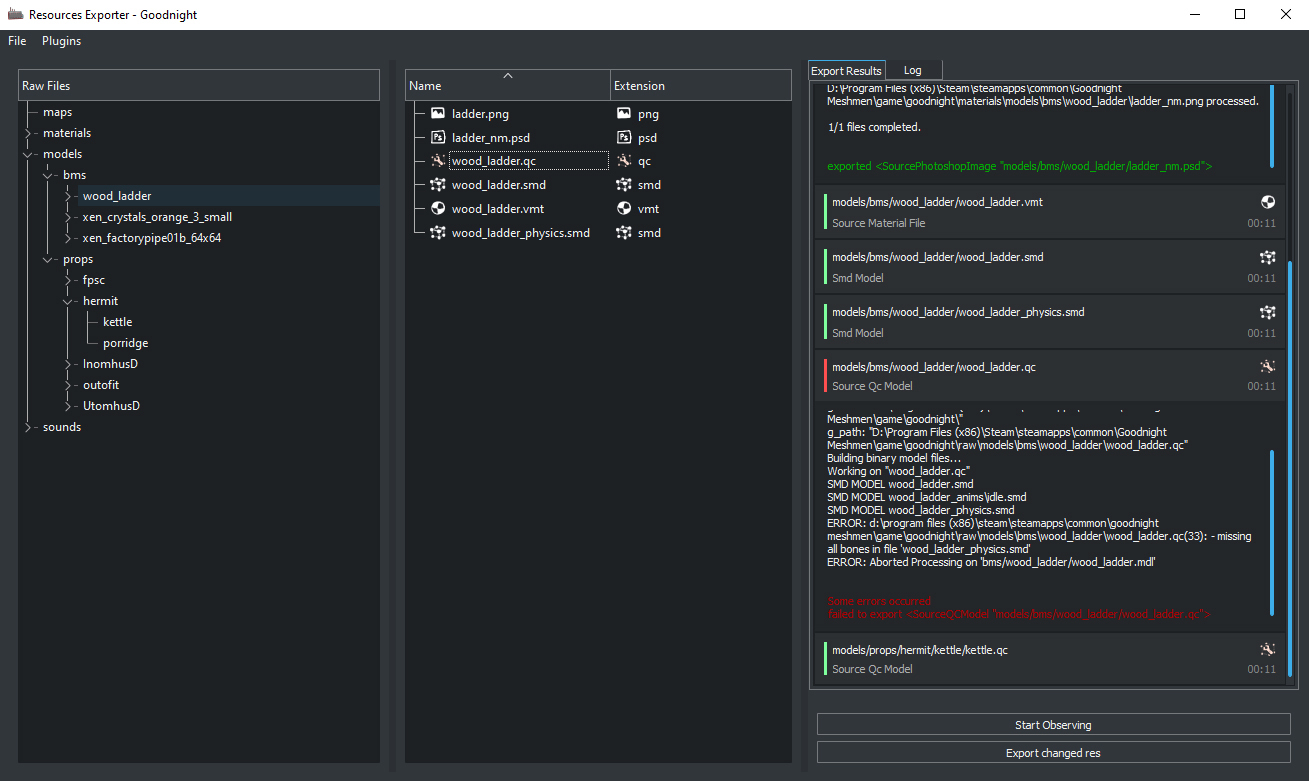 Resources Exporter - Goodnight
File Plugins
Raw Files
maps
materials
models
bms
wood_ladder
xen_crystals_orange_3_small
xen_factorypipe01b_64x64
props
fpsc
hermit
kettle
porridge
InomhusD
outofit
UtomhusD
sounds
Name Extension
ladder.png png
ladder_nm.psd psd
wood_ladder.qc qc
wood_ladder.smd smd
wood_ladder.vmt vmt
wood_ladder_physics.smd smd
Export Results Log
D:\Program Files (x86)\Steam\steamapps\common\Goodnight
Meshmen\game\goodnight\materials\models\bms\wood_ladder\ladder_nm.png processed.
1/1 files completed.
exported <SourcePhotoshopImage "models/bms/wood_ladder/ladder_nm.psd">
models/bms/wood_ladder/wood_ladder.vmt
Source Material File 00:11
models/bms/wood_ladder/wood_ladder.smd
Smd Model 00:11
models/bms/wood_ladder/wood_ladder_physics.smd
Smd Model 00:11
models/bms/wood_ladder/wood_ladder.qc
Source Qc Model 00:11
Meshmen\game\goodnight\"
g_path: "D:\Program Files (x86)\Steam\steamapps\common\Goodnight
Meshmen\game\goodnight\raw\models\bms\wood_ladder\wood_ladder.qc"
Building binary model files...
Working on "wood_ladder.qc"
SMD MODEL wood_ladder.smd
SMD MODEL wood_ladder_anims\idle.smd
SMD MODEL wood_ladder_physics.smd
ERROR: d:\program files (x86)\steam\steamapps\common\goodnight
meshmen\game\goodnight\raw\models\bms\wood_ladder\wood_ladder.qc(33): - missing
all bones in file 'wood_ladder_physics.smd'
ERROR: Aborted Processing on 'bms/wood_ladder/wood_ladder.mdl'
Some errors occurred
failed to export <SourceQCModel "models/bms/wood_ladder/wood_ladder.qc">
models/props/hermit/kettle/kettle.qc
Source Qc Model 00:11
Start Observing
Export changed res